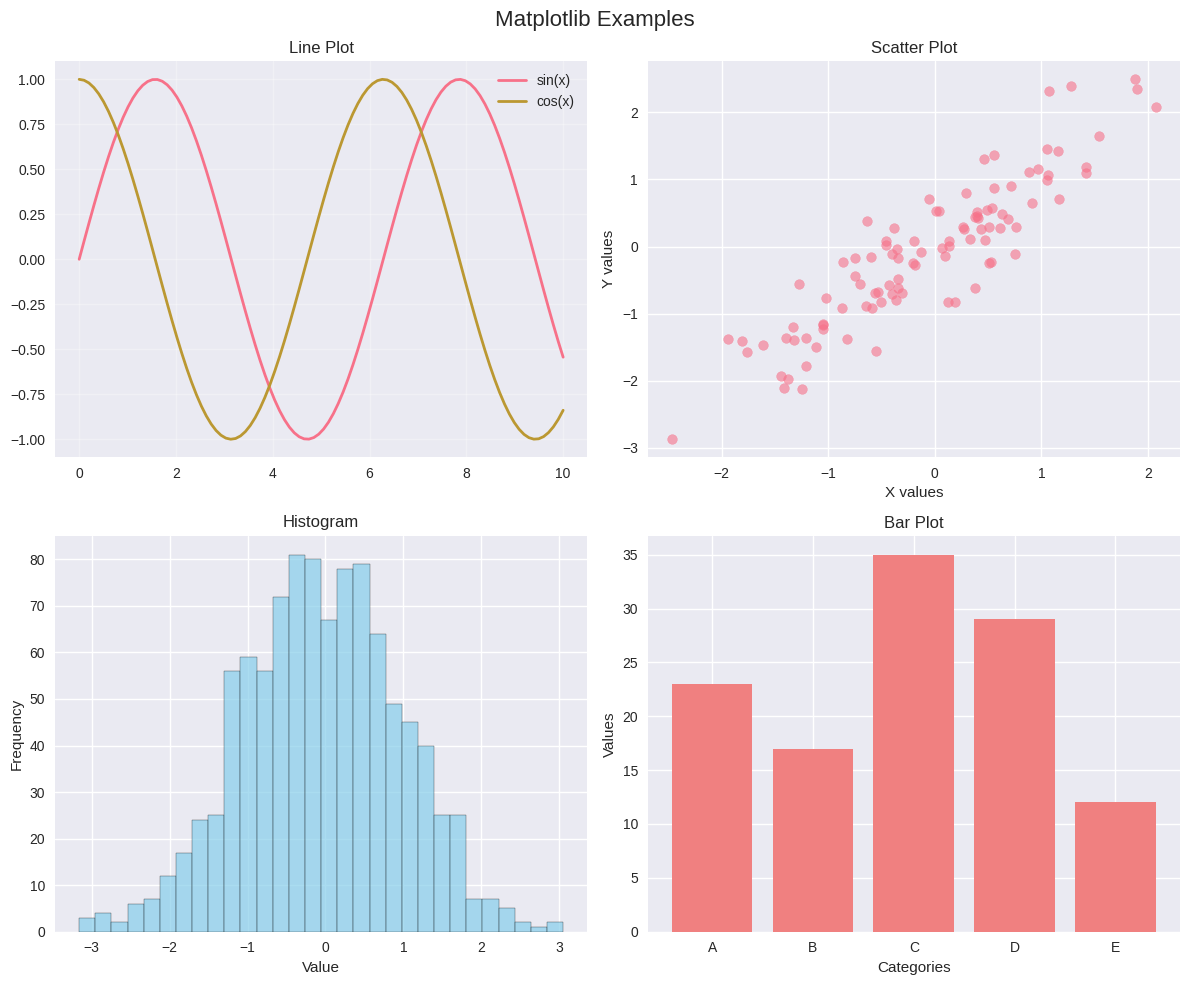 Matplotlib Examples
Line Plot
1.00
0.75
0.50
0.25
0.00
−0.25
−0.50
−0.75
−1.00
0 2 4 6 8 10
sin(x)
cos(x)
Scatter Plot
Y values
2
1
0
−1
−2
−3
−2 −1 0 1 2
X values
Histogram
Frequency
80
70
60
50
40
30
20
10
0
−3 −2 −1 0 1 2 3
Value
Bar Plot
Values
35
30
25
20
15
10
5
0
A B C D E
Categories